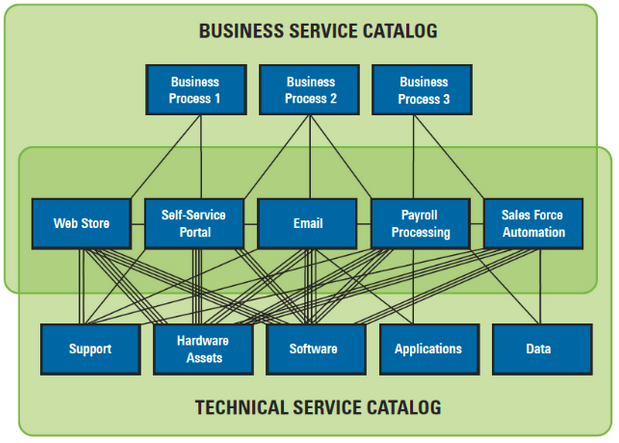 BUSINESS SERVICE CATALOG
Business
Process 1
Business
Process 2
Business
Process 3
Web Store
Self-Service
Portal
Email
Payroll
Processing
Sales Force
Automation
Support
Hardware
Assets
Software
Applications
Data
TECHNICAL SERVICE CATALOG